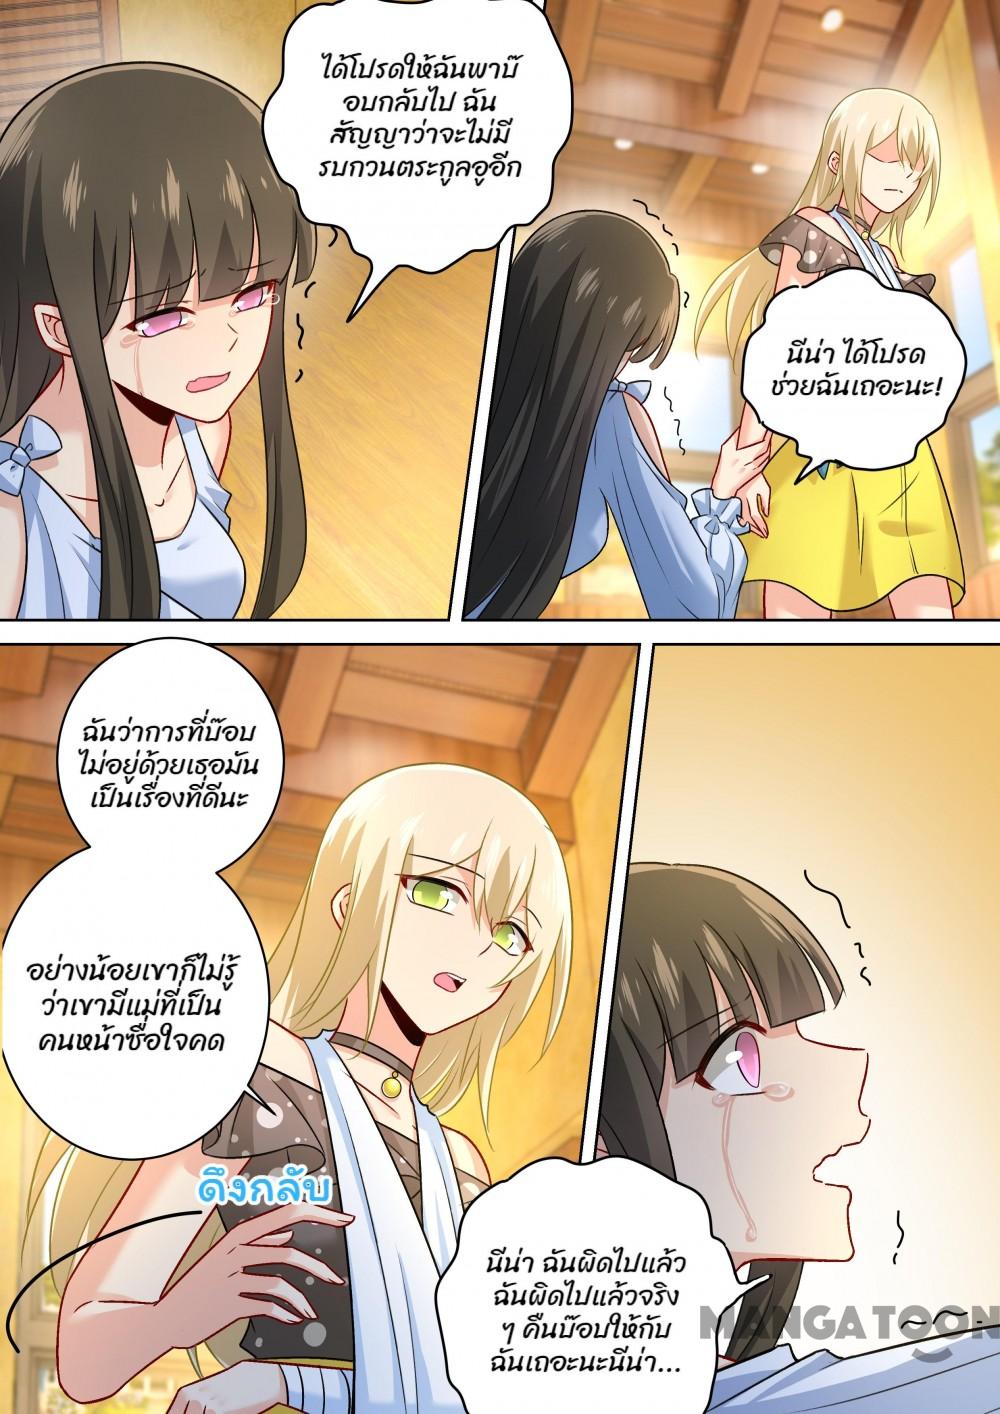 ได้โปรดให้ฉันพาบ๊
อบกลับไป ฉัน
สัญญาว่าจะไม่มี
รบกวนตระกูลอูอีก
นีน่า ได้โปรด
ช่วยฉันเถอะนะ!
ฉันว่าการที่บ๊อบ
ไม่อยู่ด้วยเธอมัน
เป็นเรื่องที่ดีนะ
อย่างน้อยเขาก็ไม่รู้
ว่าเขามีแม่ที่เป็น
คนหน้าซื่อใจคด
ดึงกลับ
นีน่า ฉันผิดไปแล้ว
ฉันผิดไปแล้วจริง
ๆ คืนบ๊อบให้กับ
ฉันเถอะนะนีน่า...
MANGATOON